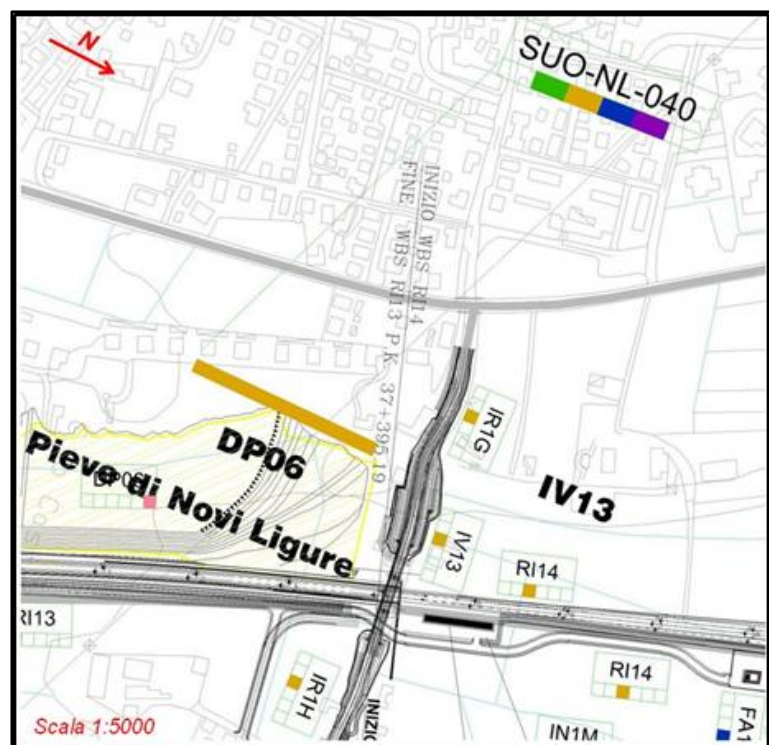 N
SUO-NL-040
INIZIO WBS RI14
FINE WBS RI13 P.K. 37+395.19
IR1G
DP06
Pieve di Novi Ligure
IV13
IV13
RI14
RI13
RI14
IR1H
INIZIO
IN1M
FA1
Scala 1:5000